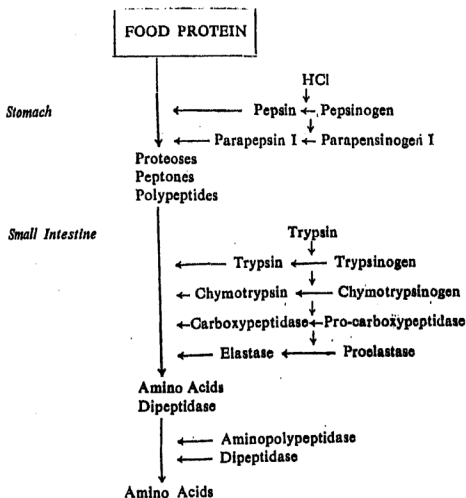 FOOD PROTEIN
HCl
Stomach
Pepsin Pepsinogen
Parapepsin I Parapensinogen I
Proteoses
Peptones
Polypeptides
Small Intestine
Trypsin
Trypsin Trypsinogen
Chymotrypsin Chymotrypsinogen
Carboxypeptidase Pro-carboxypeptidase
Elastase Proelastase
Amino Acids
Dipeptidase
Aminopolypeptidase
Dipeptidase
Amino Acids